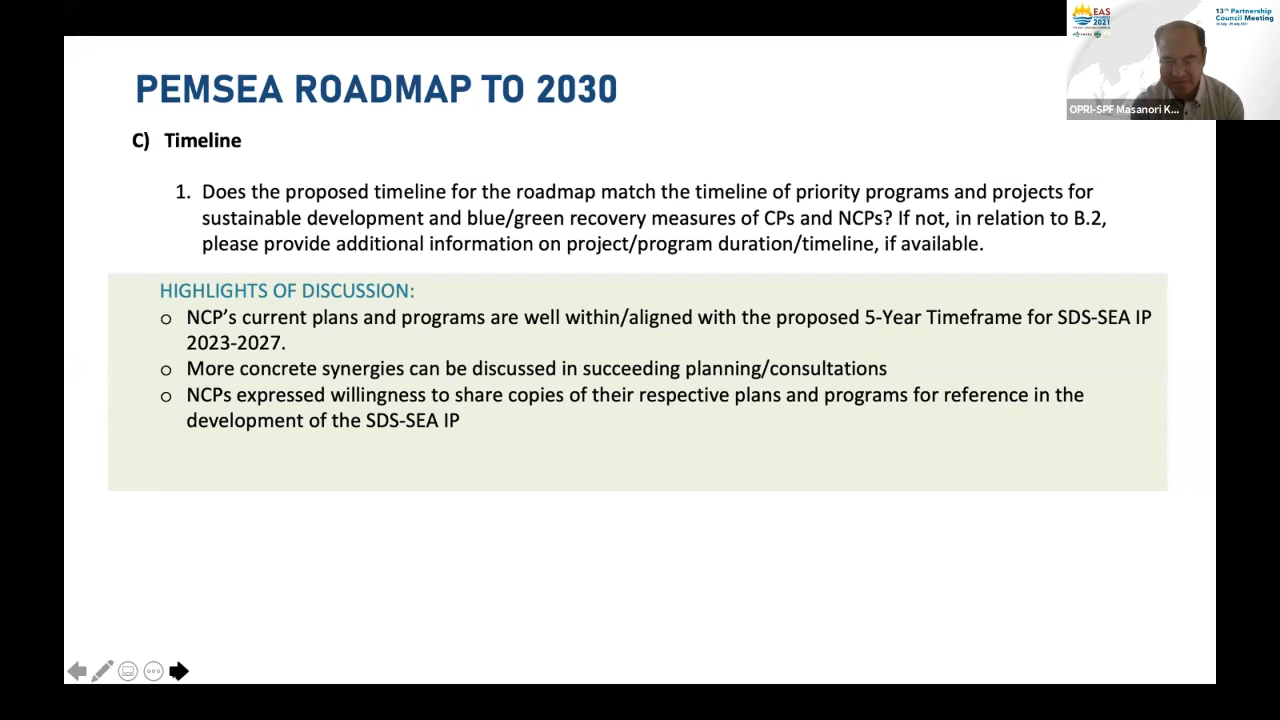 EAS
CONGRESS
2021
13th Partnership
Council Meeting
OPRI-SPF Masanori K...
PEMSEA ROADMAP TO 2030
C) Timeline
1. Does the proposed timeline for the roadmap match the timeline of priority programs and projects for
sustainable development and blue/green recovery measures of CPs and NCPs? If not, in relation to B.2,
please provide additional information on project/program duration/timeline, if available.
HIGHLIGHTS OF DISCUSSION:
o NCP’s current plans and programs are well within/aligned with the proposed 5-Year Timeframe for SDS-SEA IP
2023-2027.
o More concrete synergies can be discussed in succeeding planning/consultations
o NCPs expressed willingness to share copies of their respective plans and programs for reference in the
development of the SDS-SEA IP